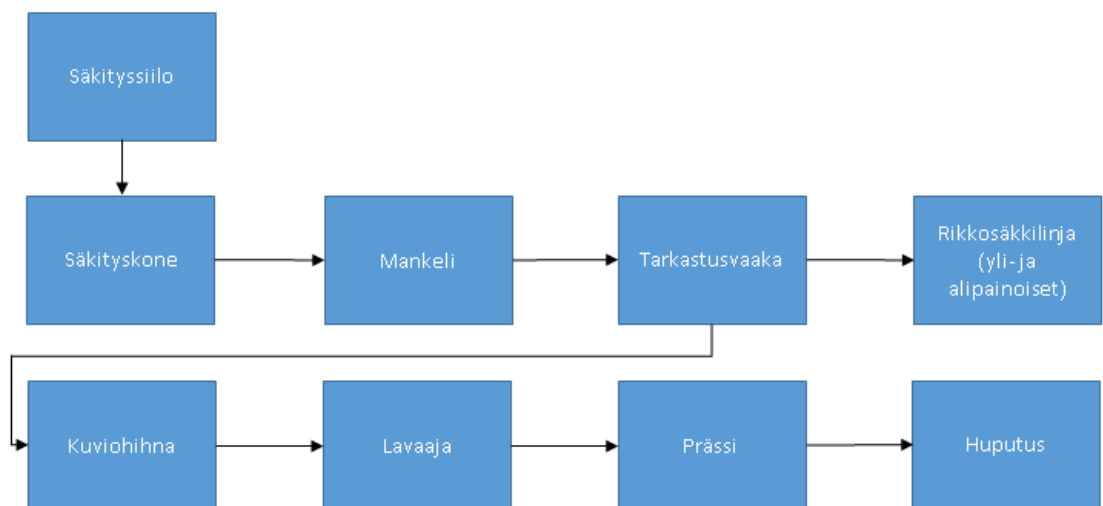 Säkityssiilo
Säkityskone
Mankeli
Tarkastusvaaka
Rikkosäkkilinja
(yli- ja
alipainoiset)
Kuviohihna
Lavaaja
Prässi
Huputus